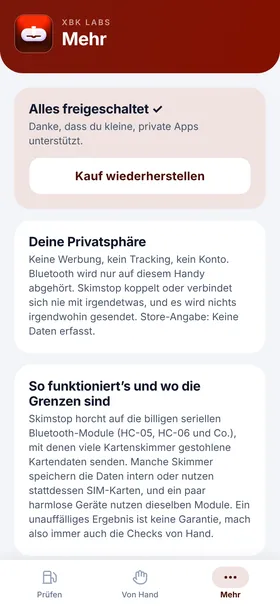 XBK LABS
Mehr
Alles freigeschaltet ✓
Danke, dass du kleine, private Apps
unterstützt.
Kauf wiederherstellen
Deine Privatsphäre
Keine Werbung, kein Tracking, kein Konto.
Bluetooth wird nur auf diesem Handy
abgehört. Skimstop koppelt oder verbindet
sich nie mit irgendetwas, und es wird nichts
irgendwohin gesendet. Store-Angabe: Keine
Daten erfasst.
So funktioniert’s und wo die
Grenzen sind
Skimstop horcht auf die billigen seriellen
Bluetooth-Module (HC-05, HC-06 und Co.),
mit denen viele Kartenskimmer gestohlene
Kartendaten senden. Manche Skimmer
speichern die Daten intern oder nutzen
stattdessen SIM-Karten, und ein paar
harmlose Geräte nutzen dieselben Module. Ein
unauffälliges Ergebnis ist keine Garantie, mach
also immer auch die Checks von Hand.
Prüfen
Von Hand
Mehr